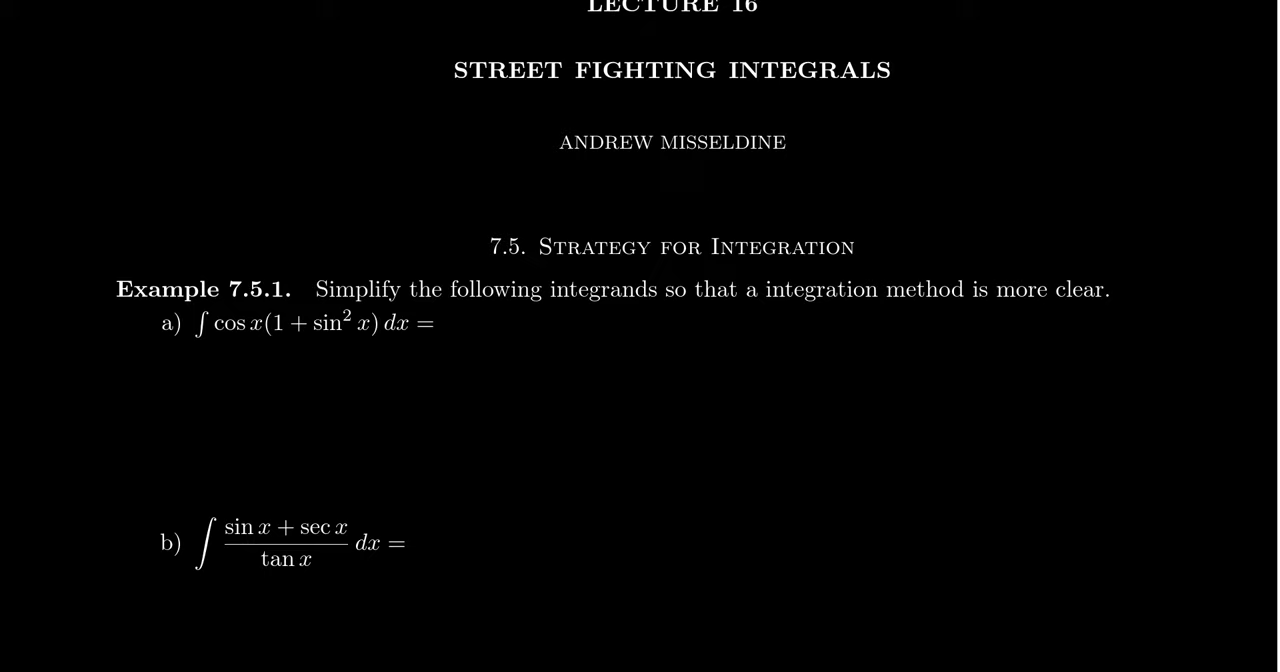 LECTURE 16
STREET FIGHTING INTEGRALS
ANDREW MISSELDINE
7.5. STRATEGY FOR INTEGRATION
Example 7.5.1. Simplify the following integrands so that a integration method is more clear.
a) ∫ cos x(1 + sin² x) dx =
b) ∫ (sin x + sec x)/(tan x) dx =